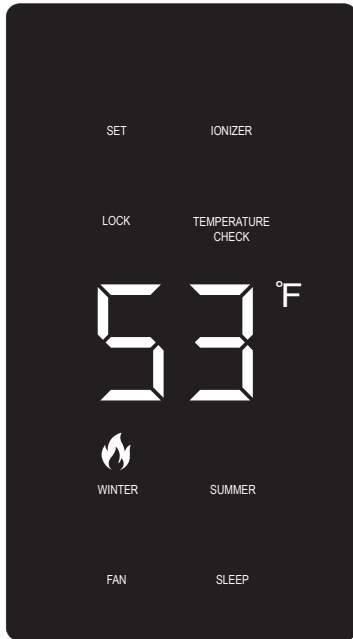 SET IONIZER
LOCK TEMPERATURE
CHECK
53 °F
WINTER SUMMER
FAN SLEEP